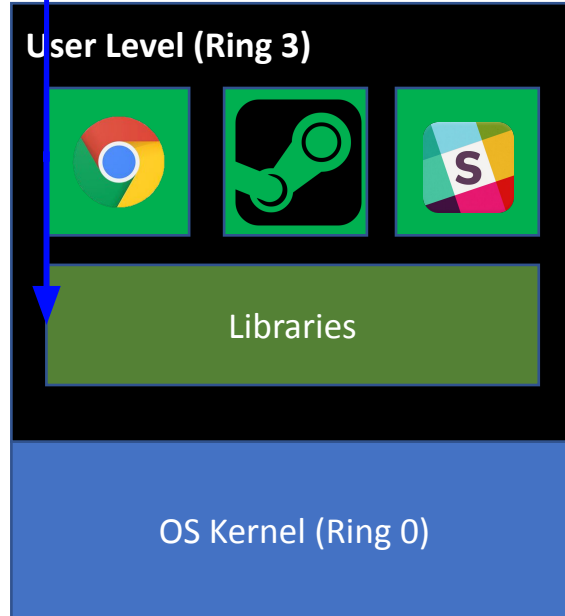 User Level (Ring 3)
S
Libraries
OS Kernel (Ring 0)